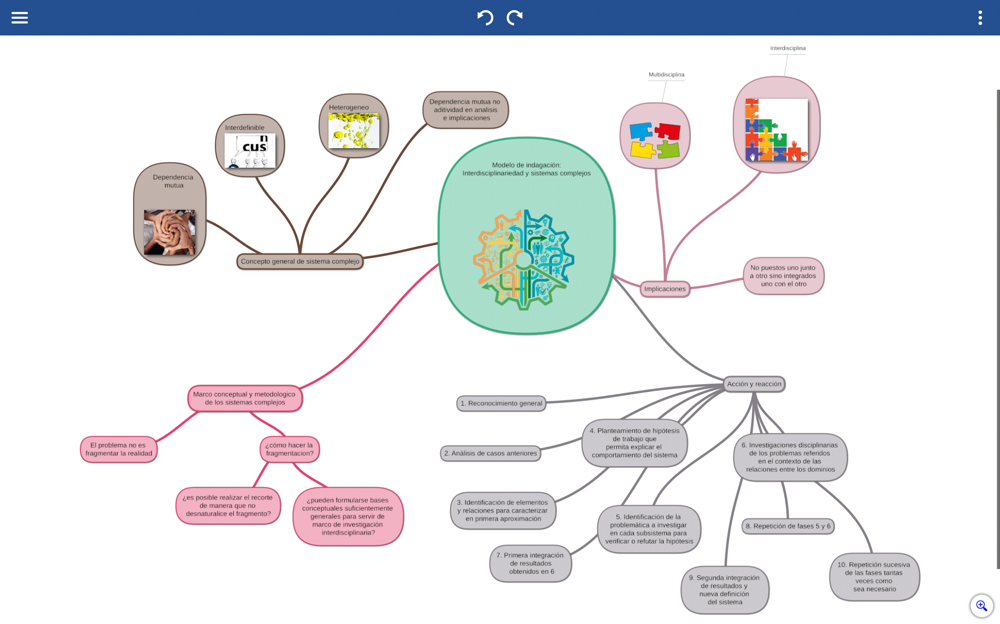 Interdisciplina
Multidisciplina
Dependencia mutua no
aditividad en analisis
e implicaciones
Heterogeneo
Interdefinible
n
cus
Dependencia
mutua
Modelo de indagación:
Interdisciplinariedad y sistemas complejos
Concepto general de sistema complejo
No puestos uno junto
a otro sino integrados
uno con el otro
Implicaciones
Acción y reacción
Marco conceptual y metodologico
de los sistemas complejos
El problema no es
fragmentar la realidad
¿cómo hacer la
fragmentacion?
¿es posible realizar el recorte
de manera que no
desnaturalice el fragmento?
¿pueden formularse bases
conceptuales suficientemente
generales para servir de
marco de investigación
interdisciplinaria?
1. Reconocimiento general
2. Análisis de casos anteriores
3. Identificación de elementos
y relaciones para caracterizar
en primera aproximación
4. Planteamiento de hipótesis
de trabajo que
permita explicar el
comportamiento del sistema
5. Identificación de la
problemática a investigar
en cada subsistema para
verificar o refutar la hipótesis
6. Investigaciones disciplinarias
de los problemas referidos
en el contexto de las
relaciones entre los dominios
7. Primera integración
de resultados
obtenidos en 6
8. Repetición de fases 5 y 6
9. Segunda integración
de resultados y
nueva definición
del sistema
10. Repetición sucesiva
de las fases tantas
veces como
sea necesario